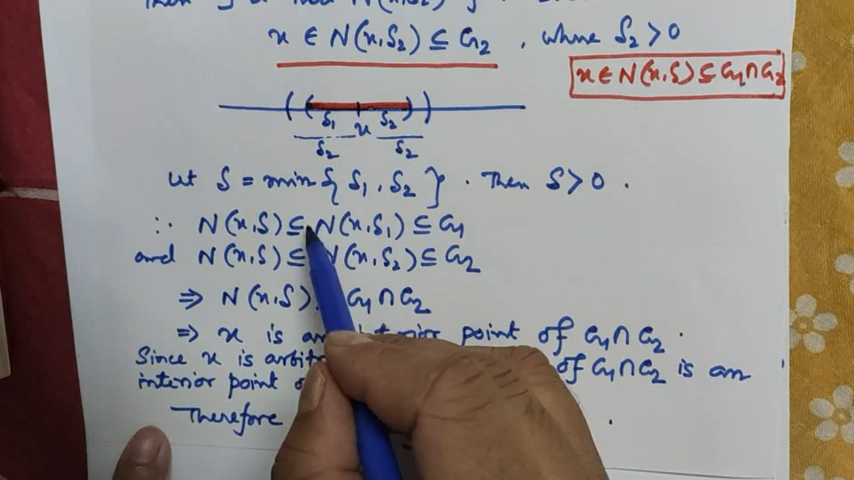 x ∈ N(x,δ₂) ⊆ G₂ , where δ₂ > 0
x ∈ N(x,δ) ⊆ G₁∩G₂
( ( ) )
δ₁ x δ₂
δ₂ δ₂
Let δ = min { δ₁ , δ₂ } . Then δ > 0 .
∴ N(x,δ) ⊆ N(x,δ₁) ⊆ G₁
and N(x,δ) ⊆ N(x,δ₂) ⊆ G₂
⇒ N(x,δ) G₁∩G₂
⇒ x is an interior point of G₁∩G₂ .
Since x is of G₁∩G₂ is an
interior point
Therefore .